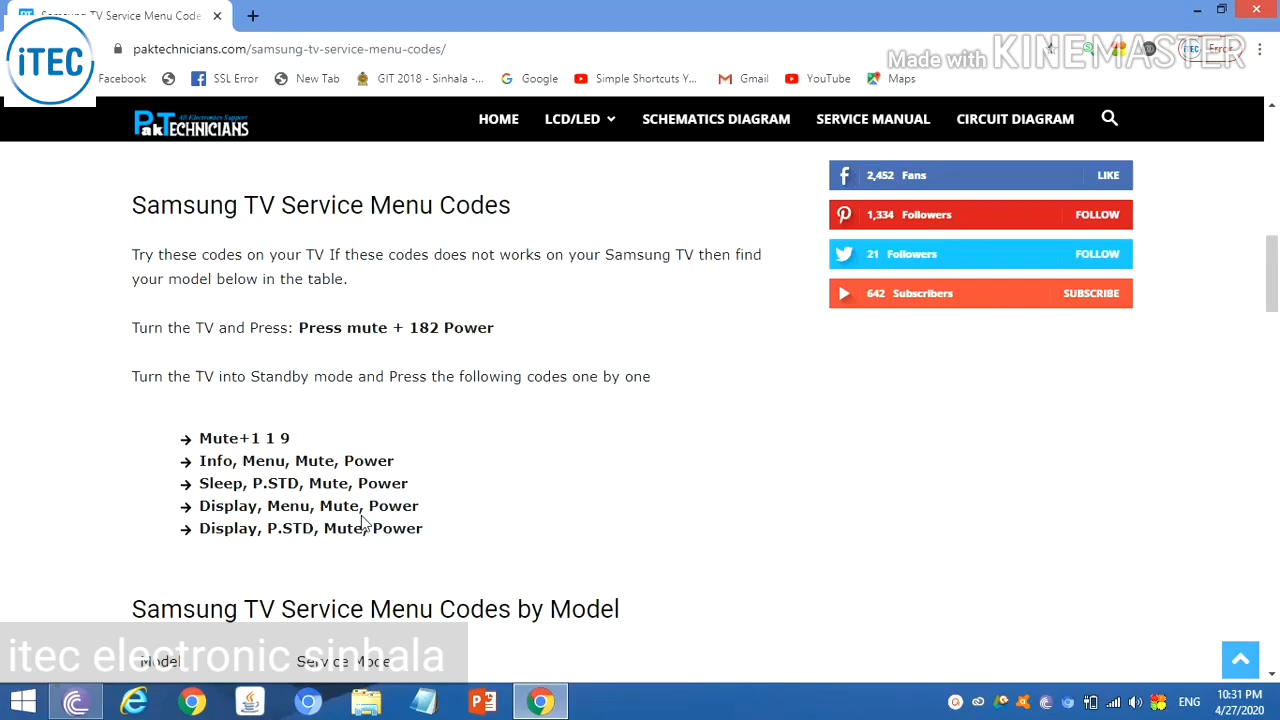 Samsung TV Service Menu Code
iTEC
paktechnicians.com/samsung-tv-service-menu-codes/
iTEC
Error
Made with KINEMASTER
Facebook
SSL Error
New Tab
GIT 2018 - Sinhala -...
Google
Simple Shortcuts Y...
Gmail
YouTube
Maps
All Electronics Support
PakTECHNICIANS
HOME
LCD/LED
SCHEMATICS DIAGRAM
SERVICE MANUAL
CIRCUIT DIAGRAM
2,452 Fans LIKE
1,334 Followers FOLLOW
21 Followers FOLLOW
642 Subscribers SUBSCRIBE
Samsung TV Service Menu Codes
Try these codes on your TV If these codes does not works on your Samsung TV then find
your model below in the table.
Turn the TV and Press: Press mute + 182 Power
Turn the TV into Standby mode and Press the following codes one by one
→ Mute+1 1 9
→ Info, Menu, Mute, Power
→ Sleep, P.STD, Mute, Power
→ Display, Menu, Mute, Power
→ Display, P.STD, Mute, Power
Samsung TV Service Menu Codes by Model
Model Service Mode
itec electronic sinhala
ENG
10:31 PM
4/27/2020